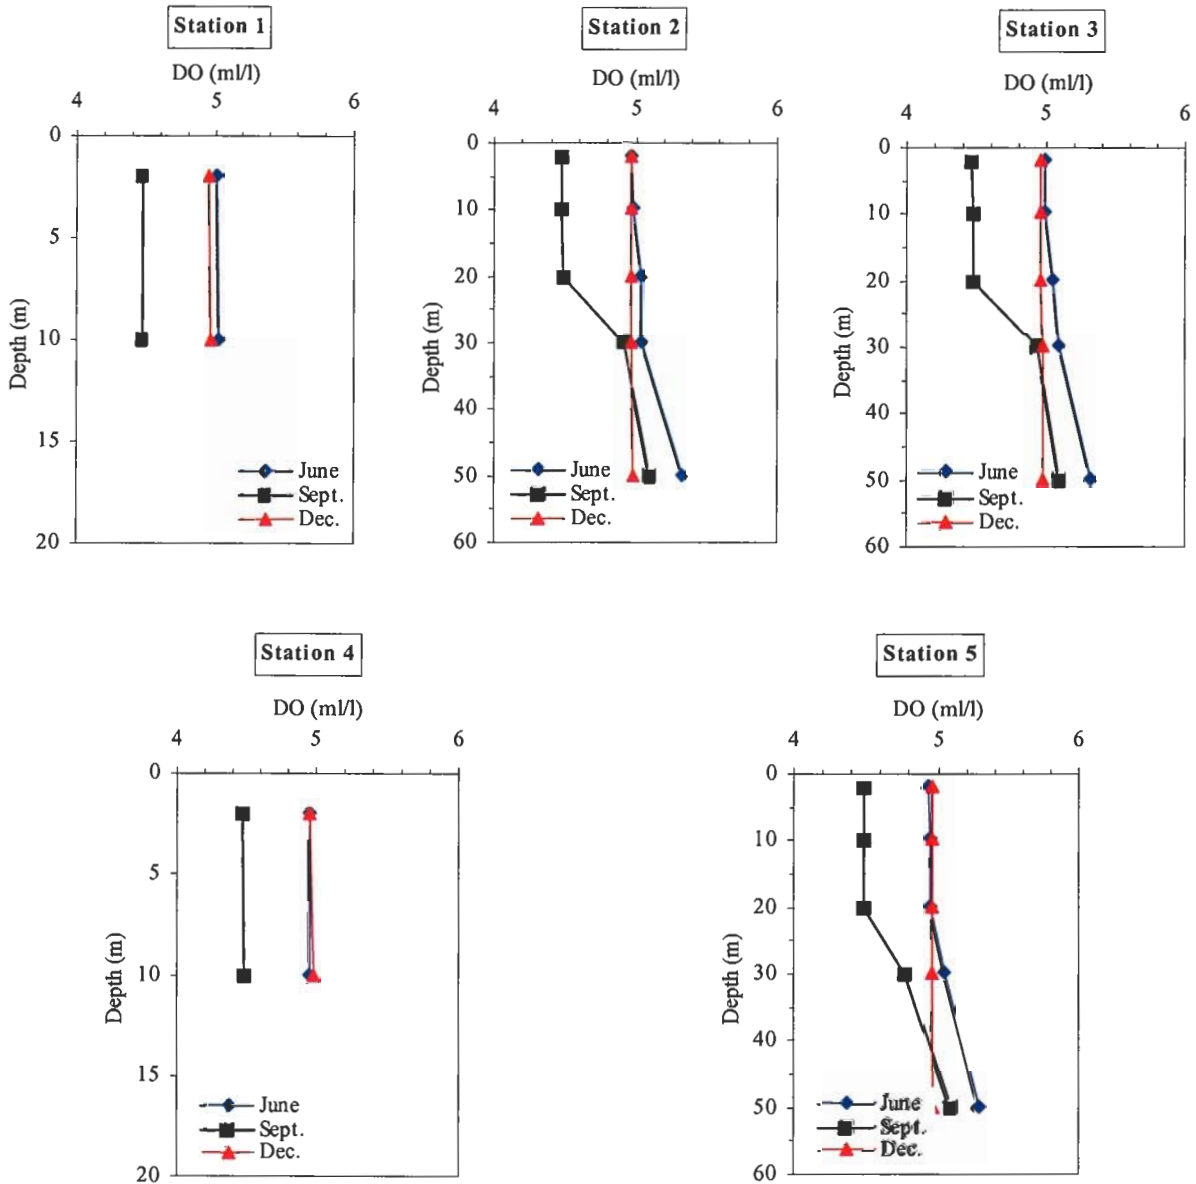 Station 1
DO (ml/l)
4 5 6
0
5
10
15
20
Depth (m)
June
Sept.
Dec.
Station 2
DO (ml/l)
4 5 6
0
10
20
30
40
50
60
Depth (m)
June
Sept.
Dec.
Station 3
DO (ml/l)
4 5 6
0
10
20
30
40
50
60
Depth (m)
June
Sept.
Dec.
Station 4
DO (ml/l)
4 5 6
0
5
10
15
20
Depth (m)
June
Sept.
Dec.
Station 5
DO (ml/l)
4 5 6
0
10
20
30
40
50
60
Depth (m)
June
Sept.
Dec.